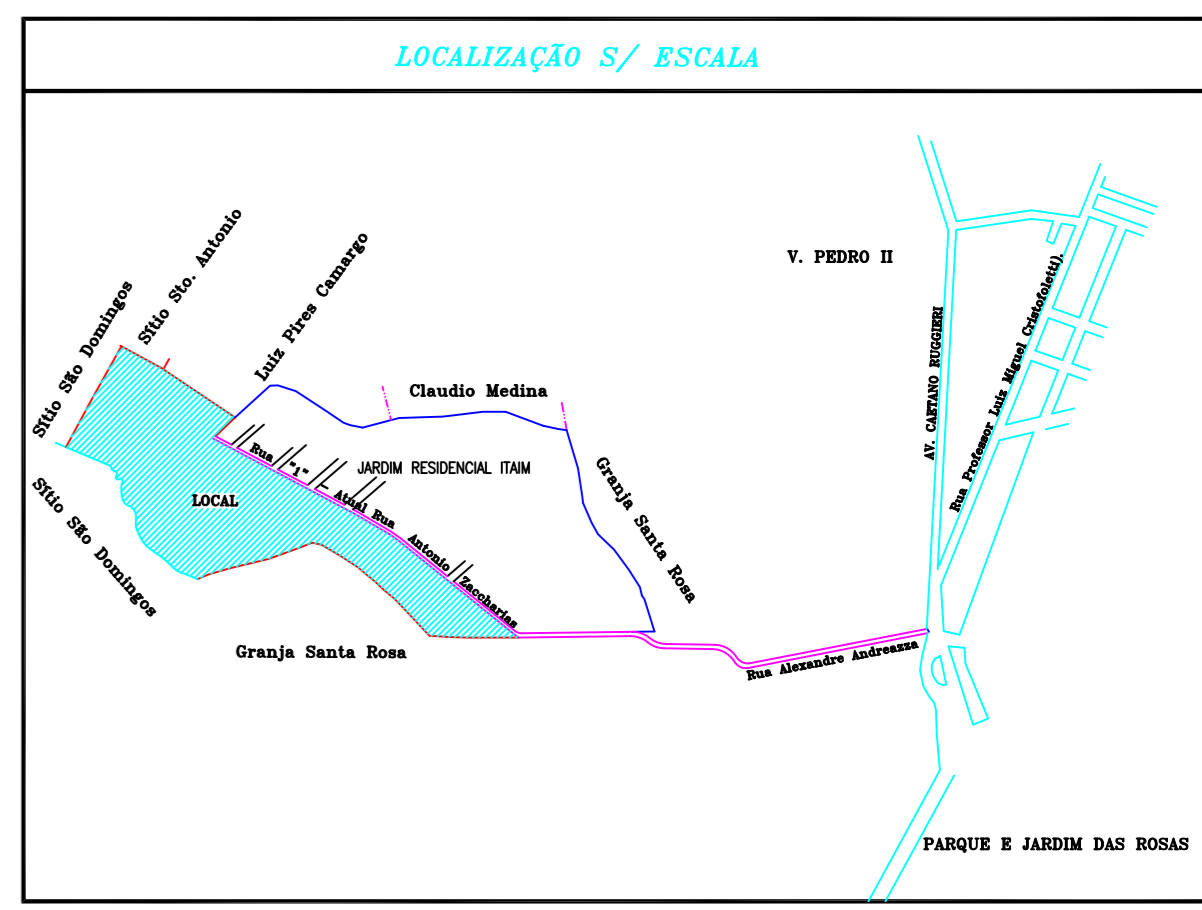 LOCALIZAÇÃO S/ ESCALA
Sítio São Domingos
Sítio Sto. Antonio
Luiz Pires Camargo
Claudio Medina
V. PEDRO II
AV. CAETANO RUGGIERI
Rua Professor Luiz Miguel Cristofoletti).
Rua "1" - Atual Rua Antonio Zaccharias
JARDIM RESIDENCIAL ITAIM
Granja Santa Rosa
LOCAL
Sítio São Domingos
Granja Santa Rosa
Rua Alexandre Andreazza
PARQUE E JARDIM DAS ROSAS